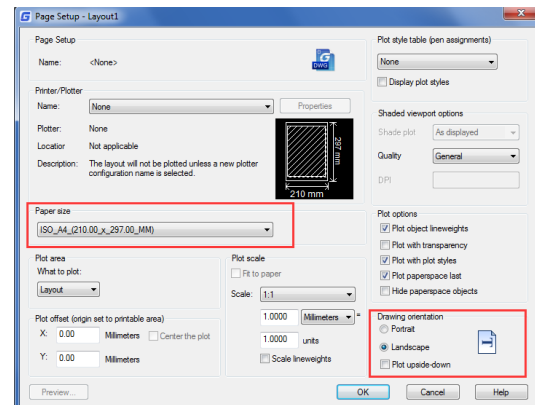 Page Setup - Layout1
Page Setup
Name: <None>
DWG
Printer/Plotter
Name: None Properties
Plotter: None
Locatior Not applicable
Description: The layout will not be plotted unless a new plotter
configuration name is selected.
297 mm
210 mm
Paper size
ISO_A4_(210.00_x_297.00_MM)
Plot area
What to plot:
Layout
Plot scale
Fit to paper
Scale: 1:1
1.0000 Millimeters =
1.0000 units
Scale lineweights
Plot offset (origin set to printable area)
X: 0.00 Millimeters Center the plot
Y: 0.00 Millimeters
Plot style table (pen assignments)
None
Display plot styles
Shaded viewport options
Shade plot As displayed
Quality General
DPI
Plot options
Plot object lineweights
Plot with transparency
Plot with plot styles
Plot paperspace last
Hide paperspace objects
Drawing orientation
Portrait
Landscape
Plot upside-down
Preview... OK Cancel Help